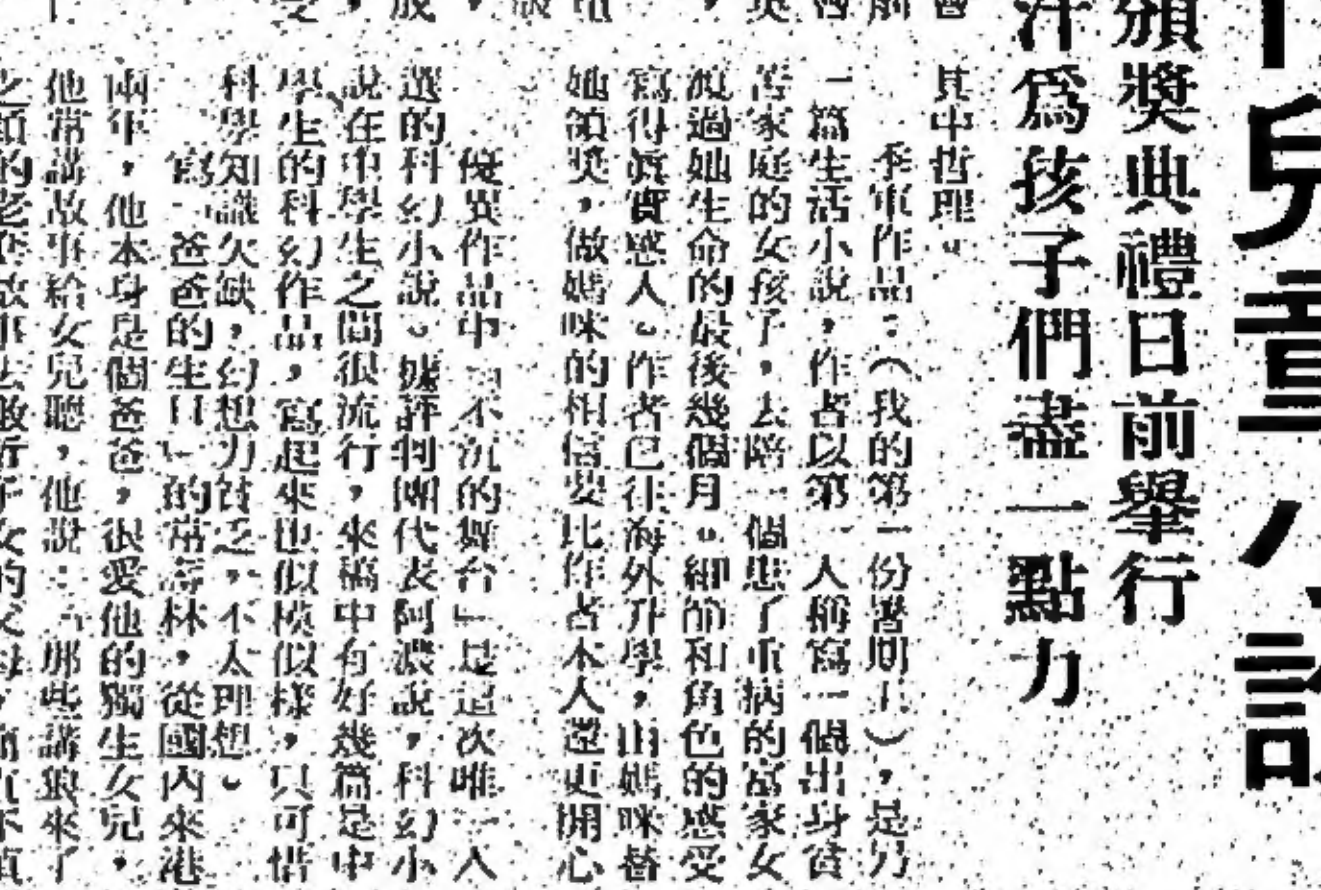 兒童小說
頒獎典禮日前舉行
汗為孩子們盡一點力
其中哲理。
季軍作品:(我的第一份暑期工),是另
一篇生活小說,作者以第一人稱寫一個出身貧
苦家庭的女孩子,去陪一個患了重病的富家女
渡過她生命的最後幾個月。細節和角色的感受
寫得眞實感人。作者已往海外升學,由媽咪替
她領獎,做媽咪的相信要比作者本人還更開心
優異作品中「不沉的舞台」是這次唯一入
選的科幻小說。據評判團代表阿濃說,科幻小
說在中學生之間很流行,來稿中有好幾篇是中
學生的科幻作品,寫起來也似模似樣,只可惜
科學知識欠缺,幻想力貧乏,不太理想。
寫「爸爸的生日」的常壽林,從國內來港
兩年,他本身是個爸爸,很愛他的獨生女兒,
他常講故事給女兒聽,他說:「那些講狼來了